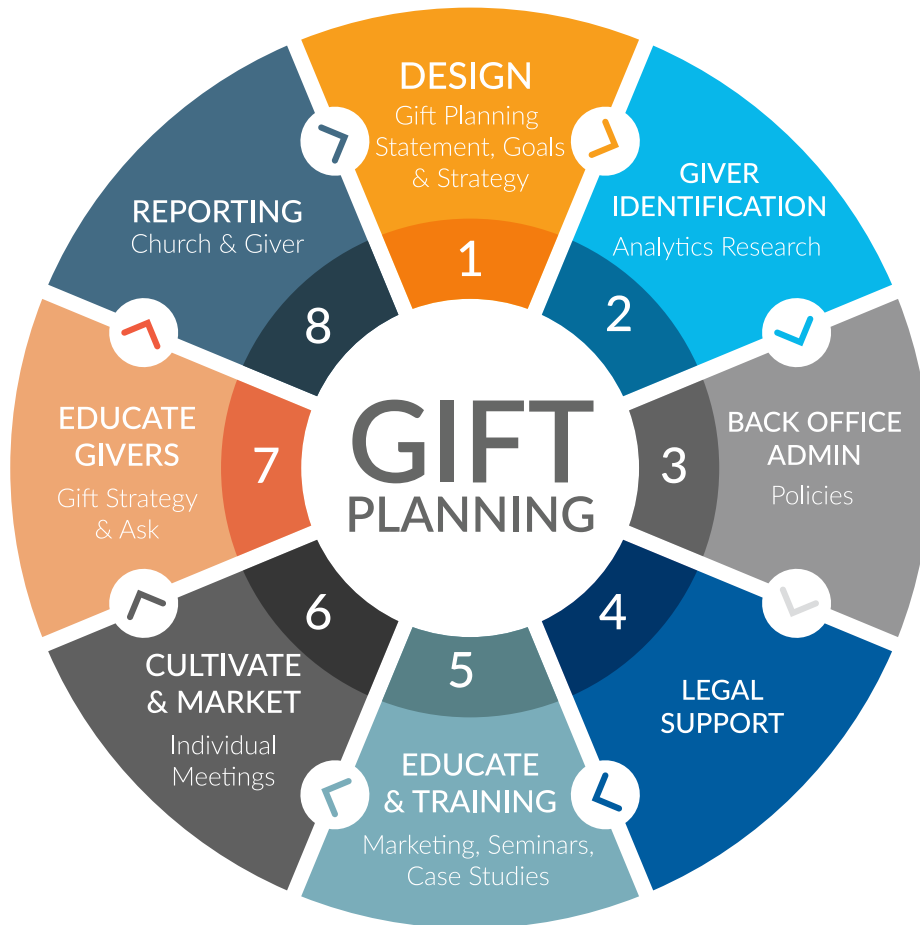 DESIGN
Gift Planning
Statement, Goals
& Strategy
1
GIVER
IDENTIFICATION
Analytics Research
2
BACK OFFICE
ADMIN
Policies
3
LEGAL
SUPPORT
4
EDUCATE
& TRAINING
Marketing, Seminars,
Case Studies
5
CULTIVATE
& MARKET
Individual
Meetings
6
EDUCATE
GIVERS
Gift Strategy
& Ask
7
REPORTING
Church & Giver
8
GIFT
PLANNING